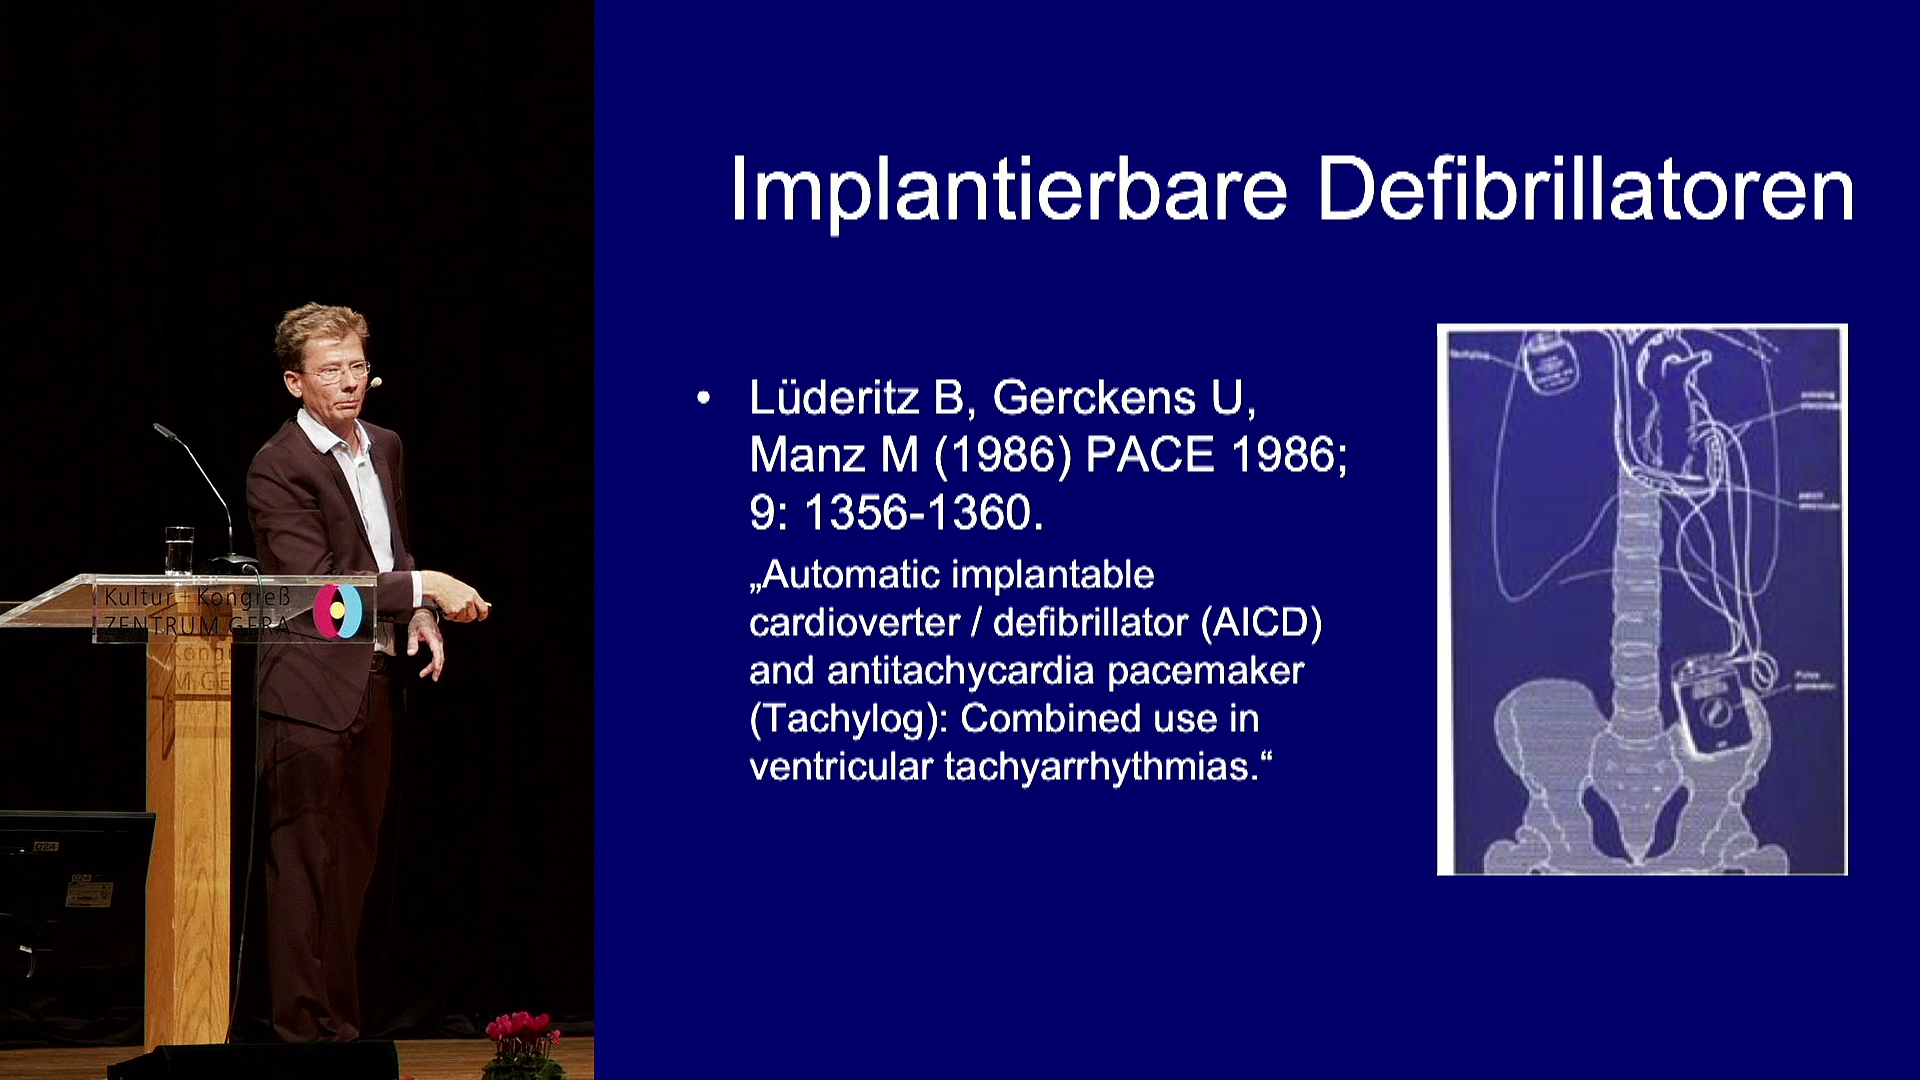 Implantierbare Defibrillatoren
• Lüderitz B, Gerckens U,
Manz M (1986) PACE 1986;
9: 1356-1360.
„Automatic implantable
cardioverter / defibrillator (AICD)
and antitachycardia pacemaker
(Tachylog): Combined use in
ventricular tachyarrhythmias.“
Kultur+Kongreß
ZENTRUM GERA